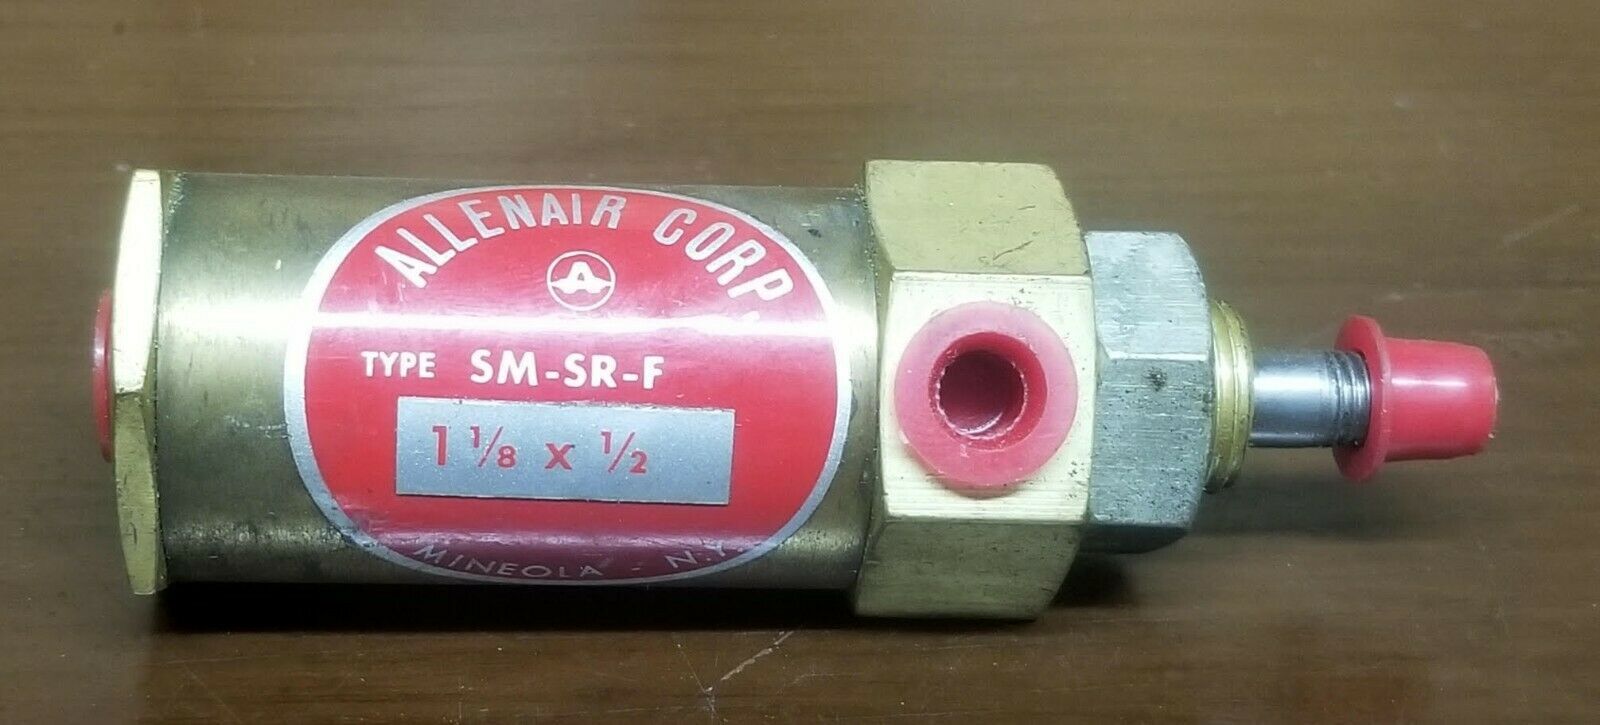 ALLENAIR CORP.
A
TYPE SM-SR-F
1 1/8 X 1/2
MINEOLA - N.Y.